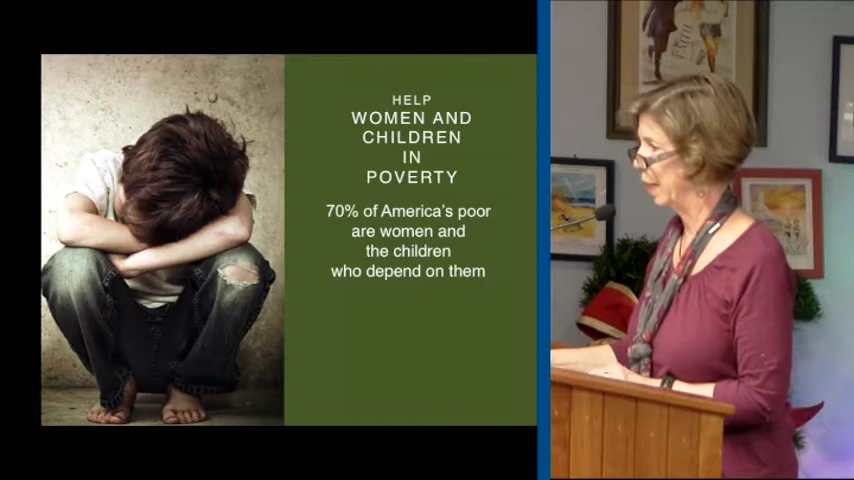 HELP
WOMEN AND
CHILDREN
IN
POVERTY
70% of America's poor
are women and
the children
who depend on them